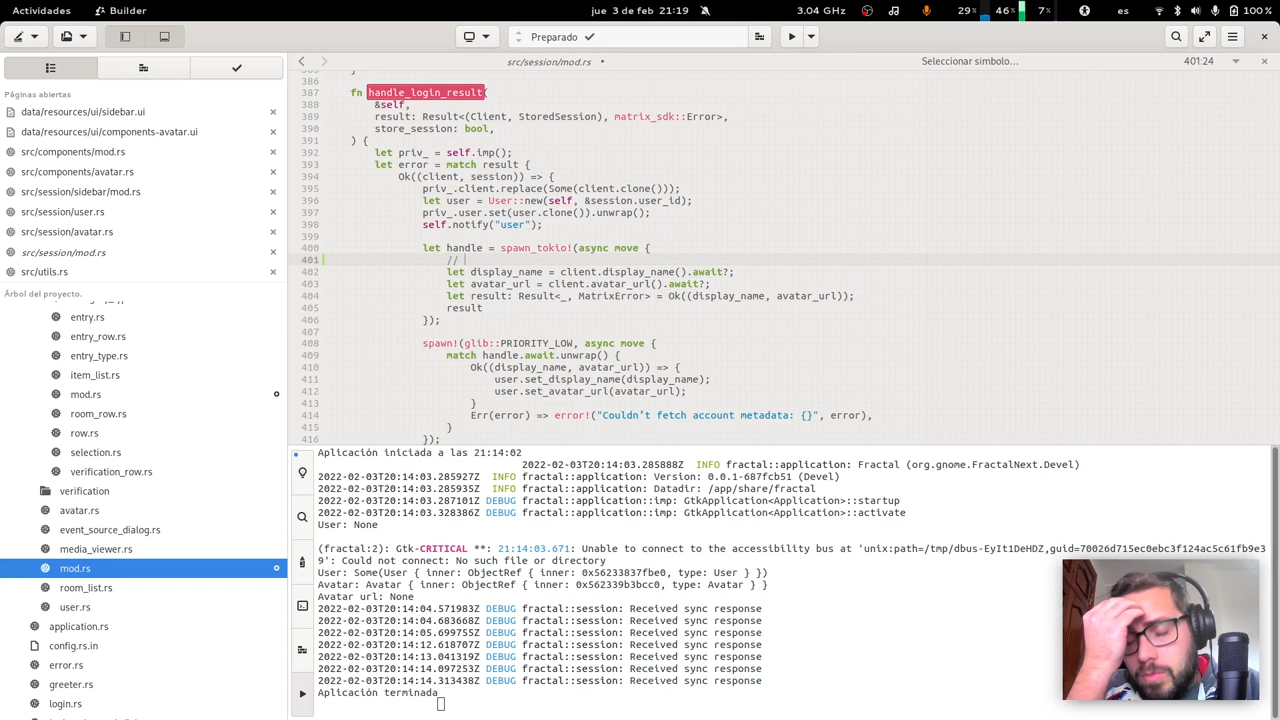 Actividades Builder jue 3 de feb 21:19 3.04 GHz 29% 46% 7% es 100 %
Preparado
src/session/mod.rs • Seleccionar símbolo… 401:24
Páginas abiertas
data/resources/ui/sidebar.ui
data/resources/ui/components-avatar.ui
src/components/mod.rs
src/components/avatar.rs
src/session/sidebar/mod.rs
src/session/user.rs
src/session/avatar.rs
src/session/mod.rs
src/utils.rs
Árbol del proyecto.
entry.rs
entry_row.rs
entry_type.rs
item_list.rs
mod.rs
room_row.rs
row.rs
selection.rs
verification_row.rs
verification
avatar.rs
event_source_dialog.rs
media_viewer.rs
mod.rs
room_list.rs
user.rs
application.rs
config.rs.in
error.rs
greeter.rs
login.rs
386
387 fn handle_login_result(
388 &self,
389 result: Result<(Client, StoredSession), matrix_sdk::Error>,
390 store_session: bool,
391 ) {
392 let priv_ = self.imp();
393 let error = match result {
394 Ok((client, session)) => {
395 priv_.client.replace(Some(client.clone()));
396 let user = User::new(self, &session.user_id);
397 priv_.user.set(user.clone()).unwrap();
398 self.notify("user");
399
400 let handle = spawn_tokio!(async move {
401 //
402 let display_name = client.display_name().await?;
403 let avatar_url = client.avatar_url().await?;
404 let result: Result<_, MatrixError> = Ok((display_name, avatar_url));
405 result
406 });
407
408 spawn!(glib::PRIORITY_LOW, async move {
409 match handle.await.unwrap() {
410 Ok((display_name, avatar_url)) => {
411 user.set_display_name(display_name);
412 user.set_avatar_url(avatar_url);
413 }
414 Err(error) => error!("Couldn’t fetch account metadata: {}", error),
415 }
416 });
Aplicación iniciada a las 21:14:02
2022-02-03T20:14:03.285888Z INFO fractal::application: Fractal (org.gnome.FractalNext.Devel)
2022-02-03T20:14:03.285927Z INFO fractal::application: Version: 0.0.1-687fcb51 (Devel)
2022-02-03T20:14:03.285935Z INFO fractal::application: Datadir: /app/share/fractal
2022-02-03T20:14:03.287101Z DEBUG fractal::application::imp: GtkApplication<Application>::startup
2022-02-03T20:14:03.328386Z DEBUG fractal::application::imp: GtkApplication<Application>::activate
User: None
(fractal:2): Gtk-CRITICAL **: 21:14:03.671: Unable to connect to the accessibility bus at 'unix:path=/tmp/dbus-EyIt1DeHDZ,guid=70026d715ec0ebc3f124ac5c61fb9e3
9': Could not connect: No such file or directory
User: Some(User { inner: ObjectRef { inner: 0x56233837fbe0, type: User } })
Avatar: Avatar { inner: ObjectRef { inner: 0x562339b3bcc0, type: Avatar } }
Avatar url: None
2022-02-03T20:14:04.571983Z DEBUG fractal::session: Received sync response
2022-02-03T20:14:04.683668Z DEBUG fractal::session: Received sync response
2022-02-03T20:14:05.699755Z DEBUG fractal::session: Received sync response
2022-02-03T20:14:12.618707Z DEBUG fractal::session: Received sync response
2022-02-03T20:14:13.041319Z DEBUG fractal::session: Received sync response
2022-02-03T20:14:14.097253Z DEBUG fractal::session: Received sync response
2022-02-03T20:14:14.313438Z DEBUG fractal::session: Received sync response
Aplicación terminada